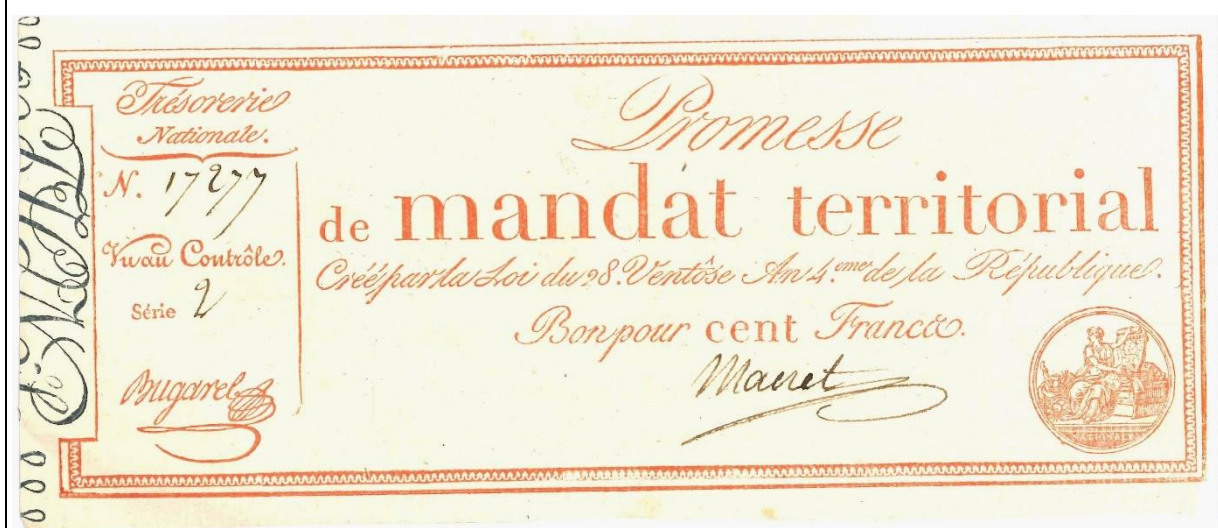 Trésorerie
Nationale.
N. 17277
Vu au Contrôle.
Série 2
Bugarel
Promesse
de mandat territorial
Créé par la Loi du 28. Ventôse An 4.eme de la République.
Bon pour cent Francs.